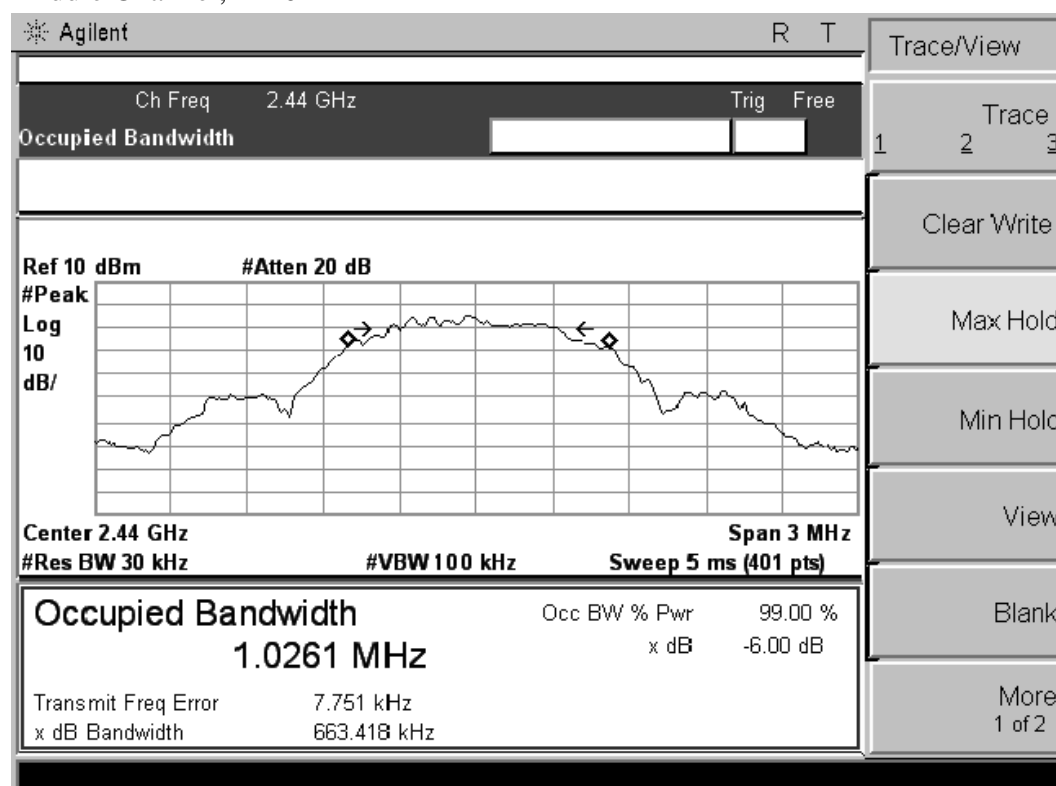 Agilent R T
Trace/View
Ch Freq 2.44 GHz Trig Free
Occupied Bandwidth
Trace
1 2 3
Clear Write
Ref 10 dBm #Atten 20 dB
#Peak
Log
10
dB/
Max Hold
Min Hold
View
Center 2.44 GHz Span 3 MHz
#Res BW 30 kHz #VBW 100 kHz Sweep 5 ms (401 pts)
Occupied Bandwidth
1.0261 MHz
Occ BW % Pwr 99.00 %
x dB -6.00 dB
Transmit Freq Error 7.751 kHz
x dB Bandwidth 663.418 kHz
Blank
More
1 of 2